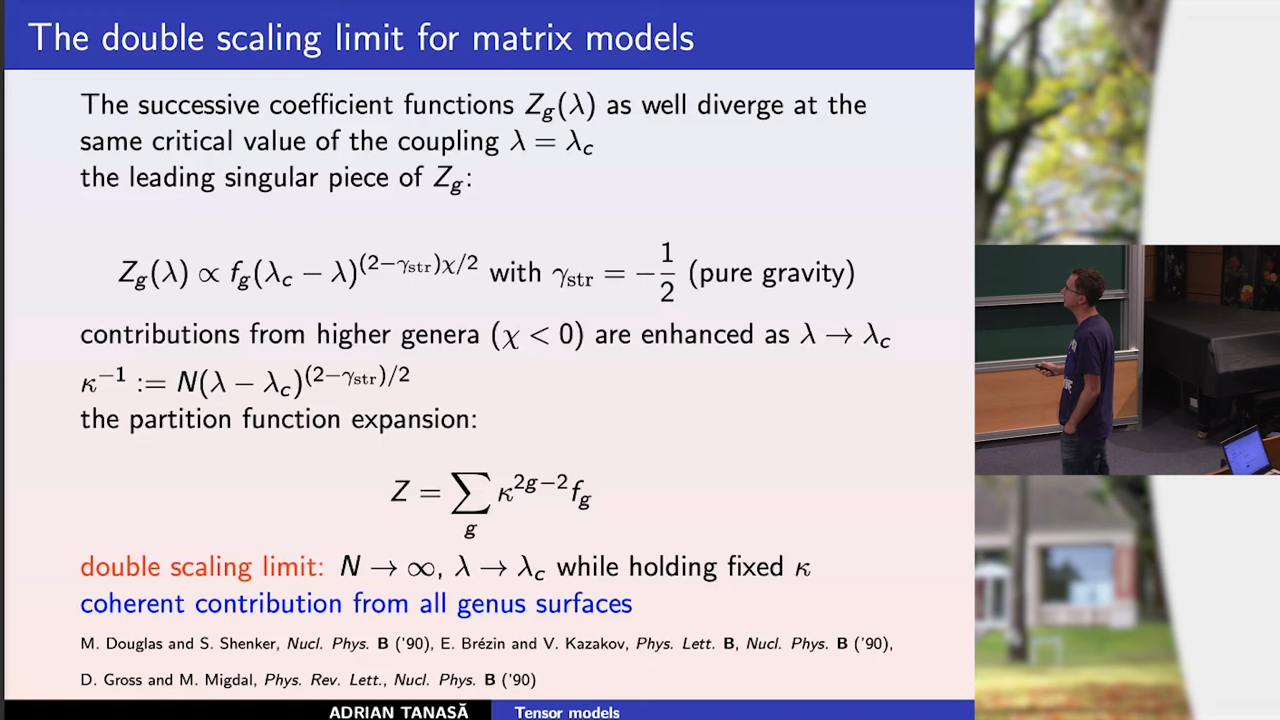 The double scaling limit for matrix models
The successive coefficient functions Z_g(λ) as well diverge at the
same critical value of the coupling λ = λ_c
the leading singular piece of Z_g:
Z_g(λ) ∝ f_g(λ_c − λ)^{(2−γ_str)χ/2} with γ_str = −1/2 (pure gravity)
contributions from higher genera (χ < 0) are enhanced as λ → λ_c
κ^{−1} := N(λ − λ_c)^{(2−γ_str)/2}
the partition function expansion:
Z = ∑_g κ^{2g−2} f_g
double scaling limit: N → ∞, λ → λ_c while holding fixed κ
coherent contribution from all genus surfaces
M. Douglas and S. Shenker, Nucl. Phys. B ('90), E. Brézin and V. Kazakov, Phys. Lett. B, Nucl. Phys. B ('90),
D. Gross and M. Migdal, Phys. Rev. Lett., Nucl. Phys. B ('90)
ADRIAN TANASĂ Tensor models